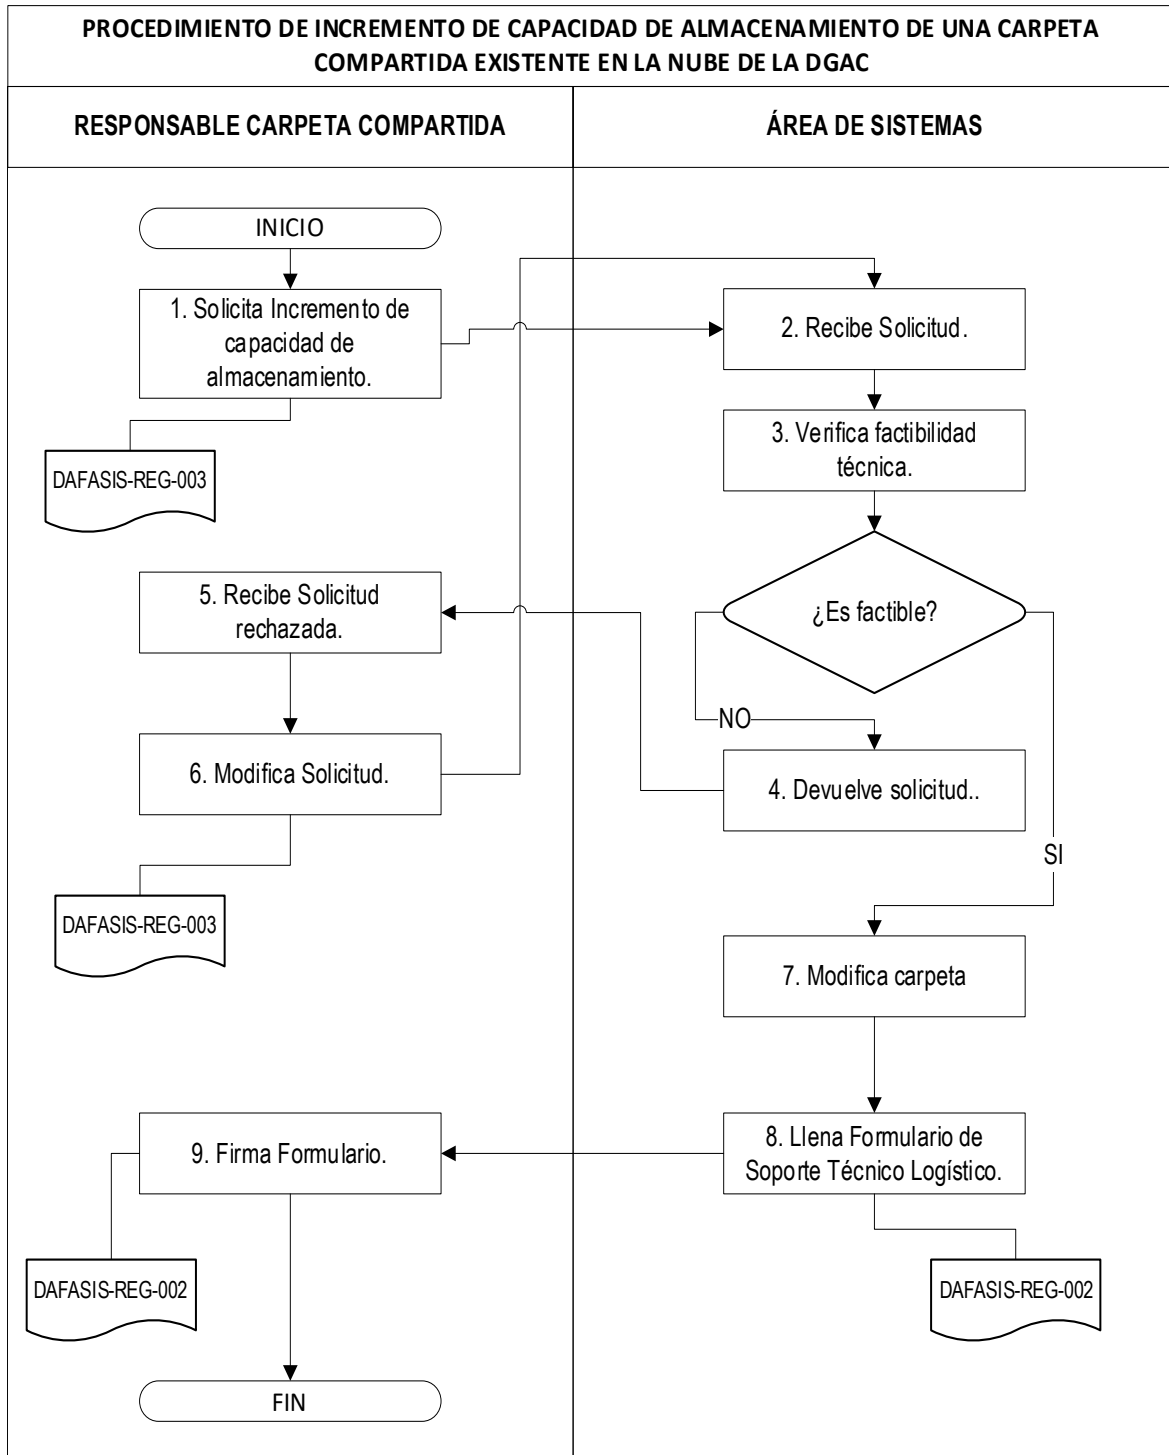 PROCEDIMIENTO DE INCREMENTO DE CAPACIDAD DE ALMACENAMIENTO DE UNA CARPETA
COMPARTIDA EXISTENTE EN LA NUBE DE LA DGAC
RESPONSABLE CARPETA COMPARTIDA
ÁREA DE SISTEMAS
INICIO
1. Solicita Incremento de
capacidad de
almacenamiento.
2. Recibe Solicitud.
DAFASIS-REG-003
3. Verifica factibilidad
técnica.
¿Es factible?
5. Recibe Solicitud
rechazada.
NO
6. Modifica Solicitud.
4. Devuelve solicitud..
SI
DAFASIS-REG-003
7. Modifica carpeta
9. Firma Formulario.
8. Llena Formulario de
Soporte Técnico Logístico.
DAFASIS-REG-002
DAFASIS-REG-002
FIN